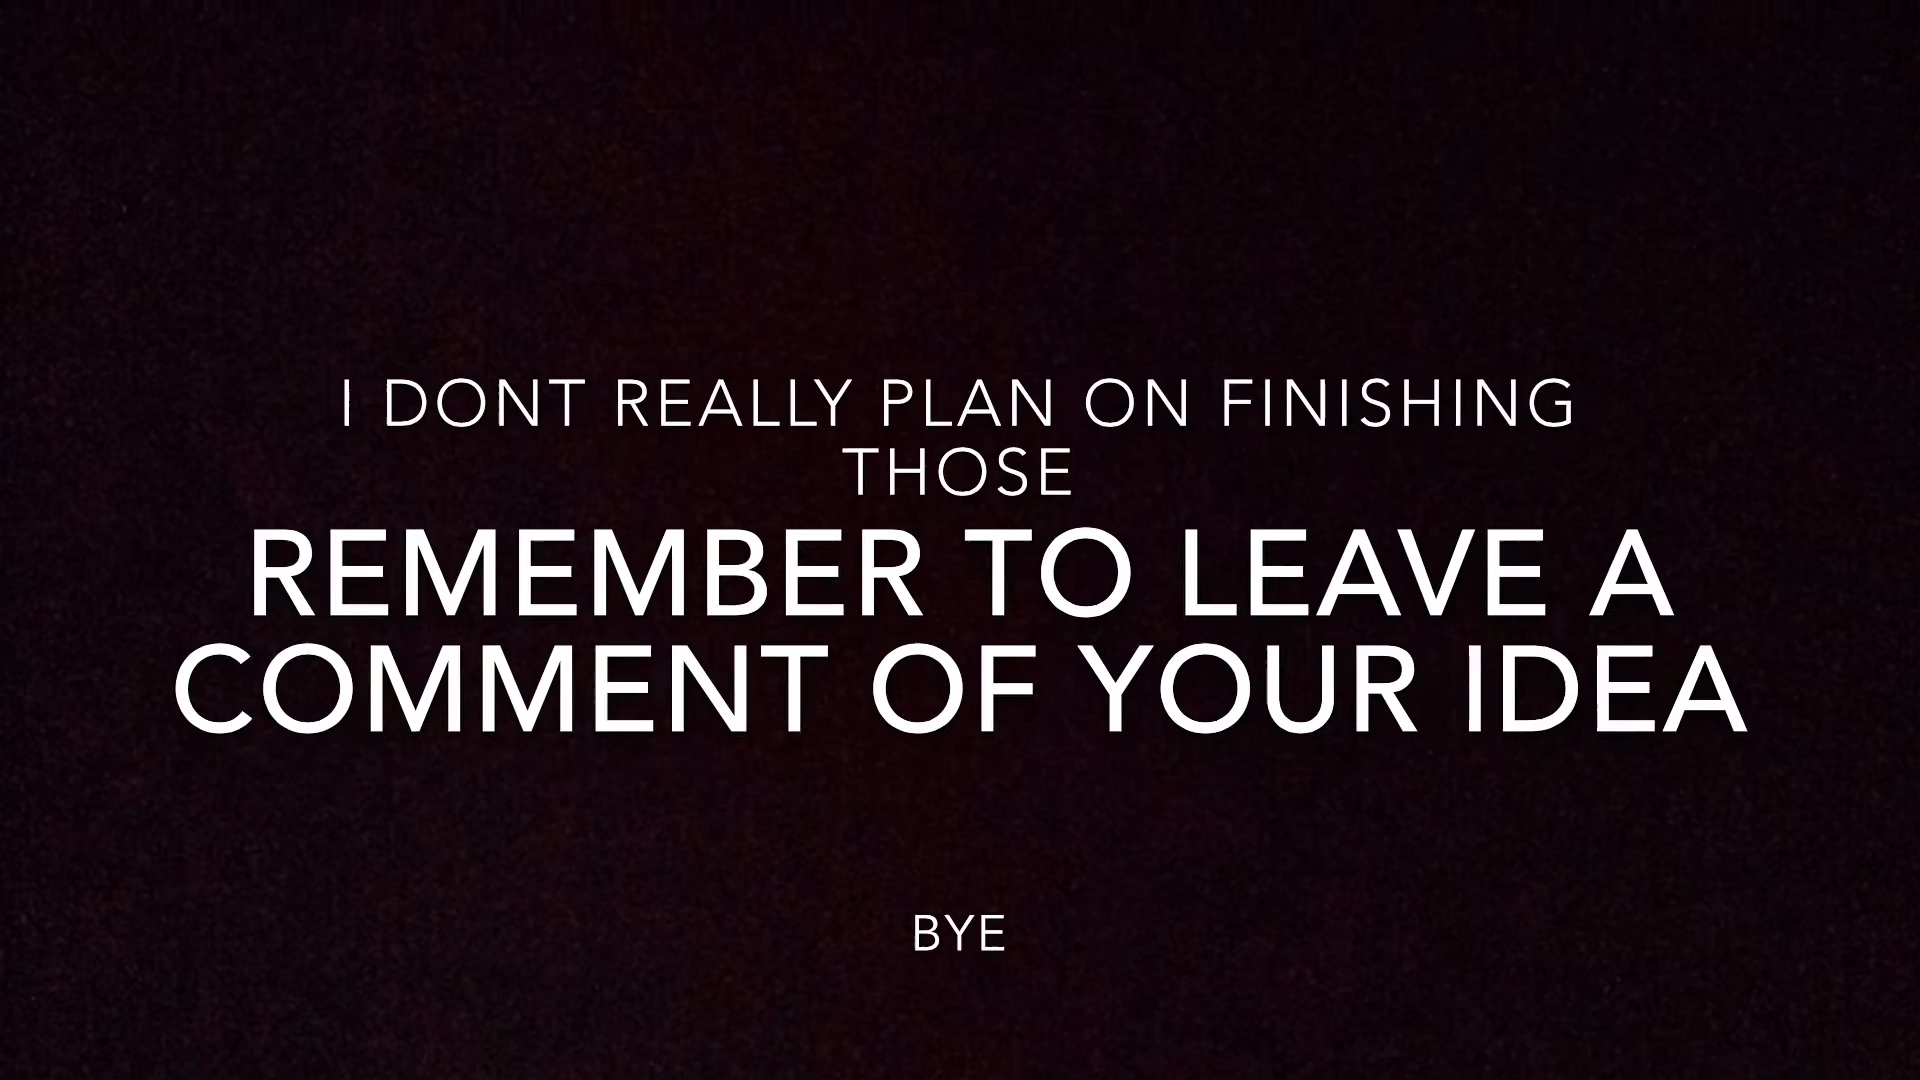 I DONT REALLY PLAN ON FINISHING
THOSE
REMEMBER TO LEAVE A
COMMENT OF YOUR IDEA
BYE